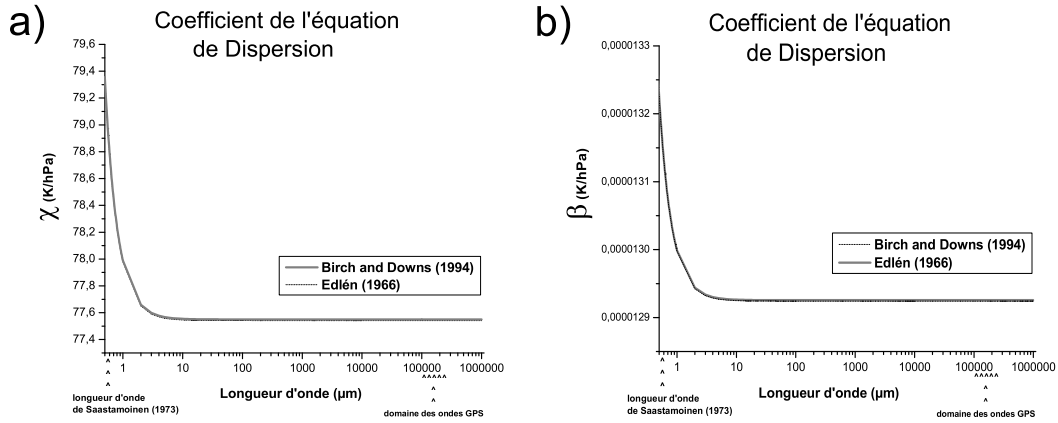 a)
Coefficient de l'équation
de Dispersion
79,6
79,4
79,2
79,0
78,8
78,6
78,4
78,2
78,0
77,8
77,6
77,4
χ (K/hPa)
Birch and Downs (1994)
Edlén (1966)
1
10
100
1000
10000
100000
1000000
^
^
^
^^^^^
^
^
Longueur d'onde (µm)
longueur d'onde
de Saastamoinen (1973)
domaine des ondes GPS
b)
Coefficient de l'équation
de Dispersion
0,0000133
0,0000132
0,0000131
0,0000130
0,0000129
β (K/hPa)
Birch and Downs (1994)
Edlén (1966)
1
10
100
1000
10000
100000
1000000
^
^
^
^^^^^
^
^
Longueur d'onde (µm)
longueur d'onde
de Saastamoinen (1973)
domaine des ondes GPS